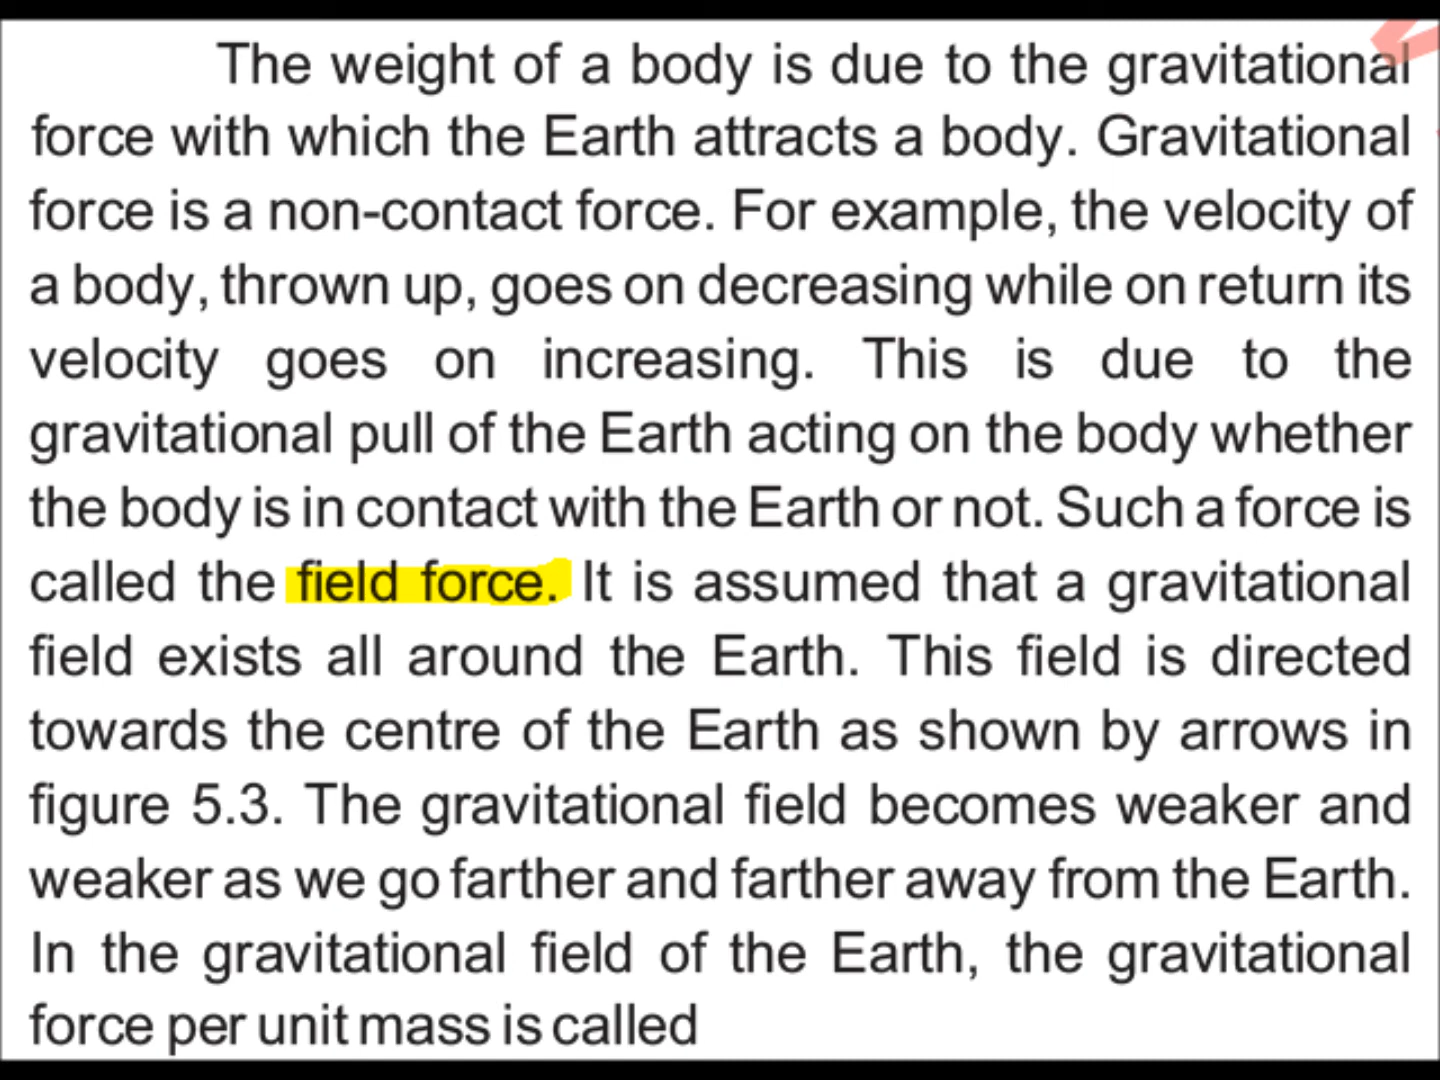 The weight of a body is due to the gravitational
force with which the Earth attracts a body. Gravitational
force is a non-contact force. For example, the velocity of
a body, thrown up, goes on decreasing while on return its
velocity goes on increasing. This is due to the
gravitational pull of the Earth acting on the body whether
the body is in contact with the Earth or not. Such a force is
called the field force. It is assumed that a gravitational
field exists all around the Earth. This field is directed
towards the centre of the Earth as shown by arrows in
figure 5.3. The gravitational field becomes weaker and
weaker as we go farther and farther away from the Earth.
In the gravitational field of the Earth, the gravitational
force per unit mass is called